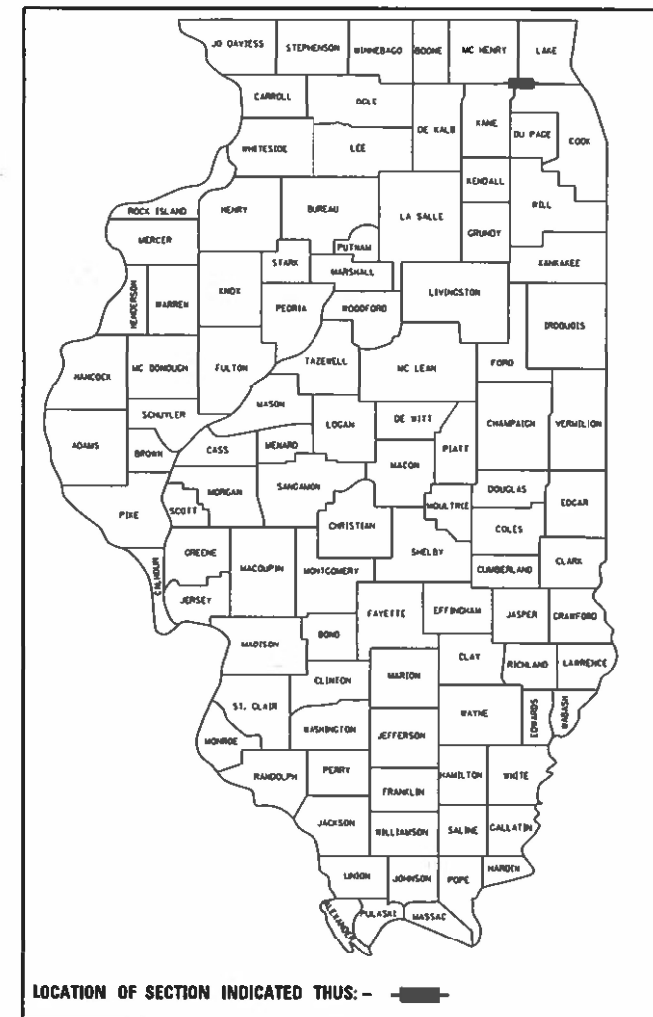 JO DAVIESS
STEPHENSON
WINNEBAGO
BOONE
MC HENRY
LAKE
CARROLL
OGLE
DE KALB
KANE
DU PAGE
COOK
WHITESIDE
LEE
KENDALL
ROCK ISLAND
HENRY
BUREAU
LA SALLE
WILL
MERCER
PUTNAM
GRUNDY
STARK
MARSHALL
KANKAKEE
HENDERSON
WARREN
KNOX
PEORIA
WOODFORD
LIVINGSTON
IROQUOIS
HANCOCK
MC DONOUGH
FULTON
TAZEWELL
MC LEAN
FORD
SCHUYLER
MASON
LOGAN
DE WITT
CHAMPAIGN
VERMILION
ADAMS
BROWN
CASS
MENARD
PIATT
MACON
PIKE
SCOTT
MORGAN
SANGAMON
MOULTRIE
DOUGLAS
EDGAR
CHRISTIAN
COLES
CALHOUN
GREENE
MACOUPIN
MONTGOMERY
SHELBY
CUMBERLAND
CLARK
JERSEY
FAYETTE
EFFINGHAM
JASPER
CRAWFORD
MADISON
BOND
CLAY
RICHLAND
LAWRENCE
CLINTON
MARION
ST. CLAIR
WAYNE
EDWARDS
WABASH
MONROE
WASHINGTON
JEFFERSON
RANDOLPH
PERRY
HAMILTON
WHITE
FRANKLIN
JACKSON
WILLIAMSON
SALINE
GALLATIN
UNION
JOHNSON
POPE
HARDEN
ALEXANDER
PULASKI
MASSAC
LOCATION OF SECTION INDICATED THUS: -